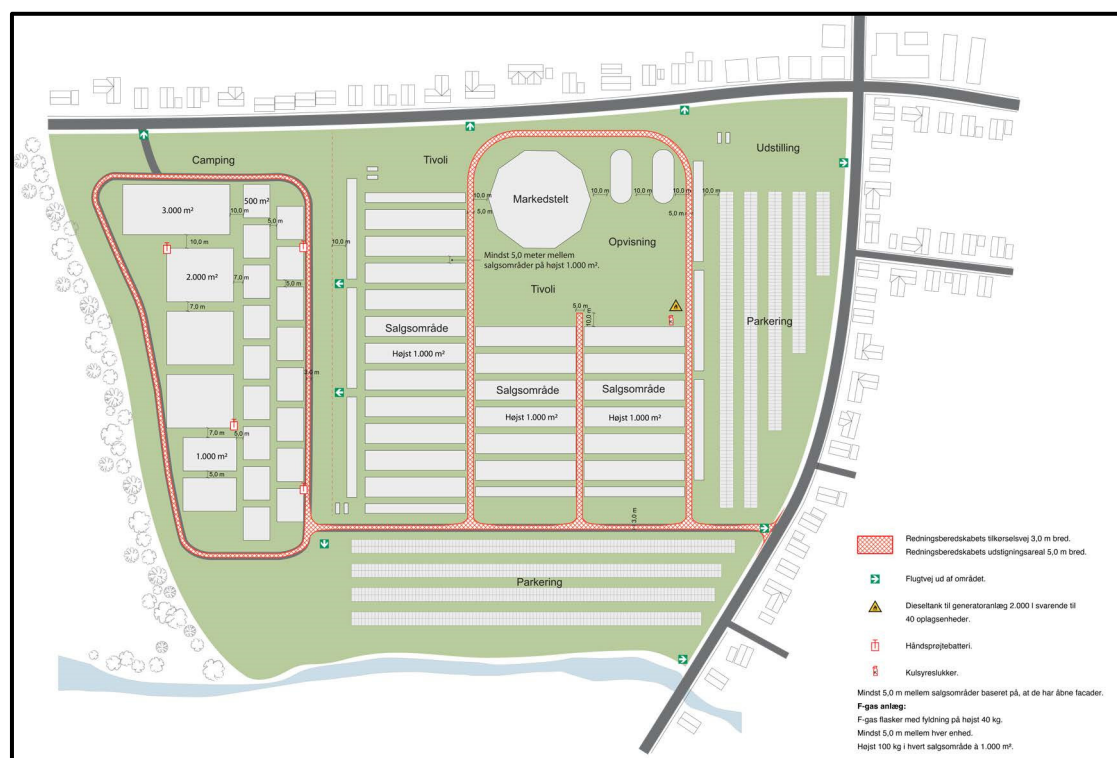 Camping
Tivoli
Udstilling
3.000 m²
500 m²
10,0 m
5,0 m
10,0 m
10,0 m
5,0 m
Markedstelt
10,0 m
10,0 m
10,0 m
10,0 m
5,0 m
2.000 m²
7,0 m
5,0 m
7,0 m
Mindst 5,0 meter mellem
salgsområder på højst 1.000 m².
Opvisning
Tivoli
5,0 m
10,0 m
Salgsområde
Højst 1.000 m²
Parkering
Salgsområde
Salgsområde
Højst 1.000 m²
Højst 1.000 m²
7,0 m
5,0 m
1.000 m²
5,0 m
3,0 m
Parkering
Redningsberedskabets tilkørselsvej 3,0 m bred.
Redningsberedskabets udstigningsareal 5,0 m bred.
Flugtvej ud af området.
Dieseltank til generatoranlæg 2.000 l svarende til
40 oplagsenheder.
Håndsprøjtebatteri.
Kulsyreslukker.
Mindst 5,0 m mellem salgsområder baseret på, at de har åbne facader.
F-gas anlæg:
F-gas flasker med fyldning på højst 40 kg.
Mindst 5,0 m mellem hver enhed.
Højst 100 kg i hvert salgsområde à 1.000 m².